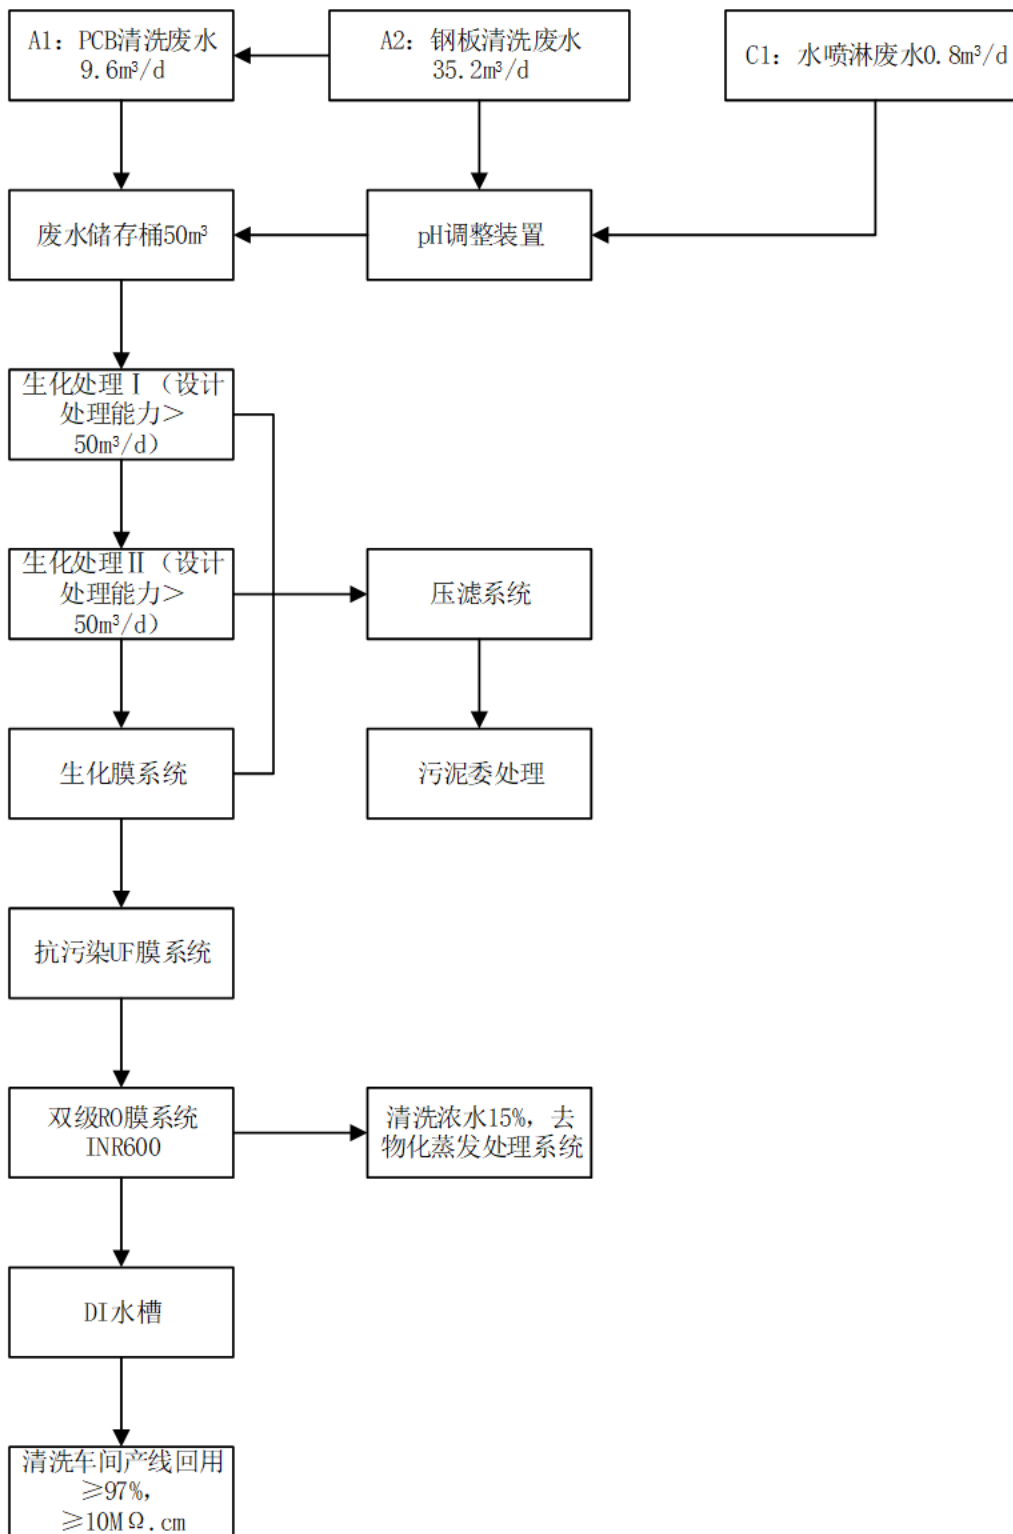 A1：PCB清洗废水
9.6m³/d
A2：钢板清洗废水
35.2m³/d
C1：水喷淋废水0.8m³/d
废水储存桶50m³
pH调整装置
生化处理Ⅰ（设计
处理能力＞
50m³/d）
生化处理Ⅱ（设计
处理能力＞
50m³/d）
压滤系统
生化膜系统
污泥委处理
抗污染UF膜系统
双级RO膜系统
INR600
清洗浓水15%，去
物化蒸发处理系统
DI水槽
清洗车间产线回用
≥97%，
≥10MΩ.cm